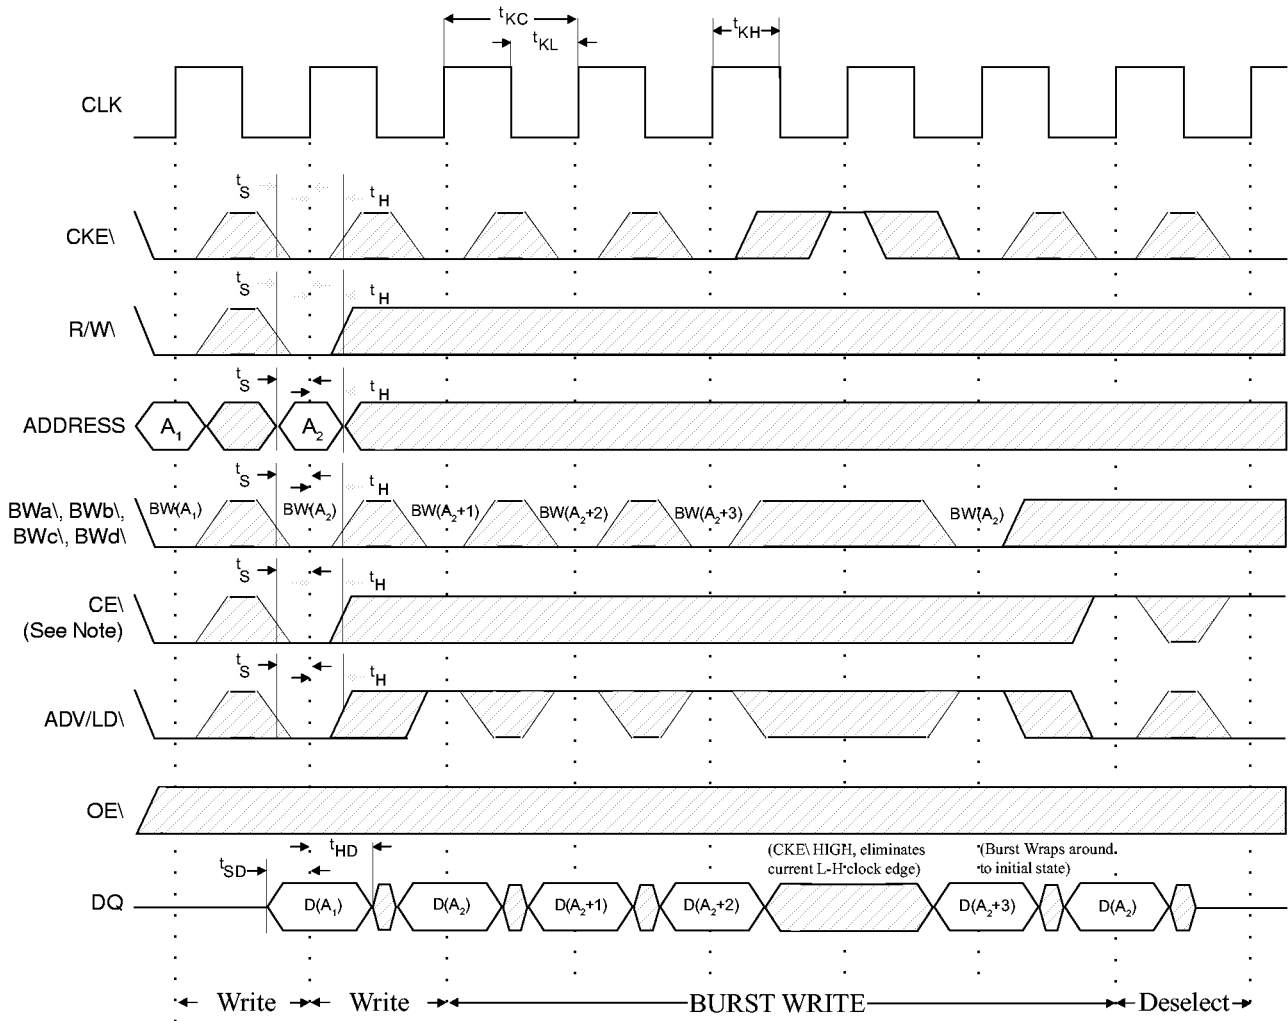 tKC
tKL
tKH
CLK
tS
tH
CKE\
tS
tH
R/W\
tS
tH
ADDRESS
A1
A2
tS
tH
BWa\, BWb\,
BWc\, BWd\
BW(A1)
BW(A2)
BW(A2+1)
BW(A2+2)
BW(A2+3)
BW(A2)
tS
tH
CE\
(See Note)
tS
tH
ADV/LD\
OE\
tHD
tSD
(CKE\ HIGH, eliminates
current L-H clock edge)
(Burst Wraps around
to initial state)
DQ
D(A1)
D(A2)
D(A2+1)
D(A2+2)
D(A2+3)
D(A2)
Write
Write
BURST WRITE
Deselect